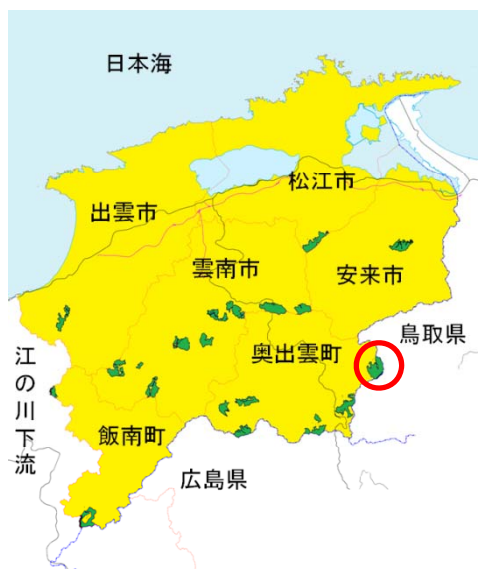 日本海
松江市
出雲市
雲南市
安来市
鳥取県
奥出雲町
江の川下流
飯南町
広島県